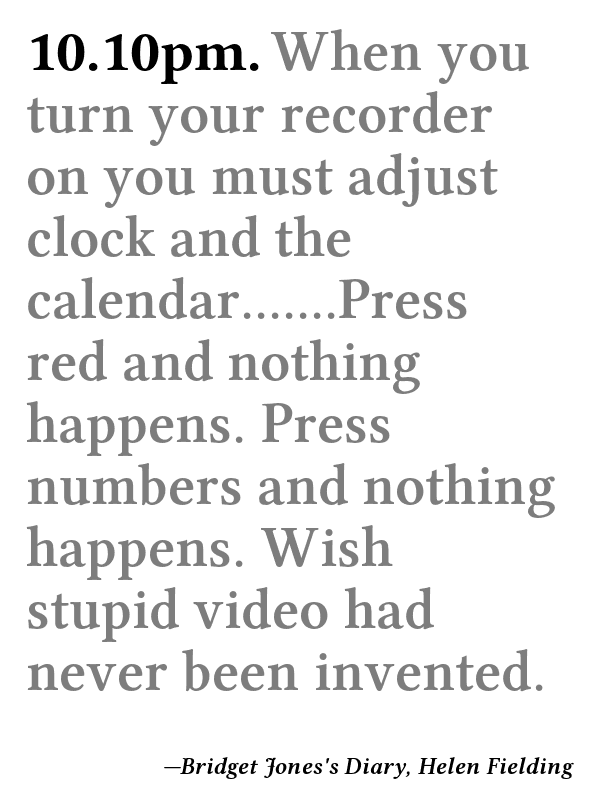 10.10pm. When you
turn your recorder
on you must adjust
clock and the
calendar.......Press
red and nothing
happens. Press
numbers and nothing
happens. Wish
stupid video had
never been invented.
—Bridget Jones's Diary, Helen Fielding